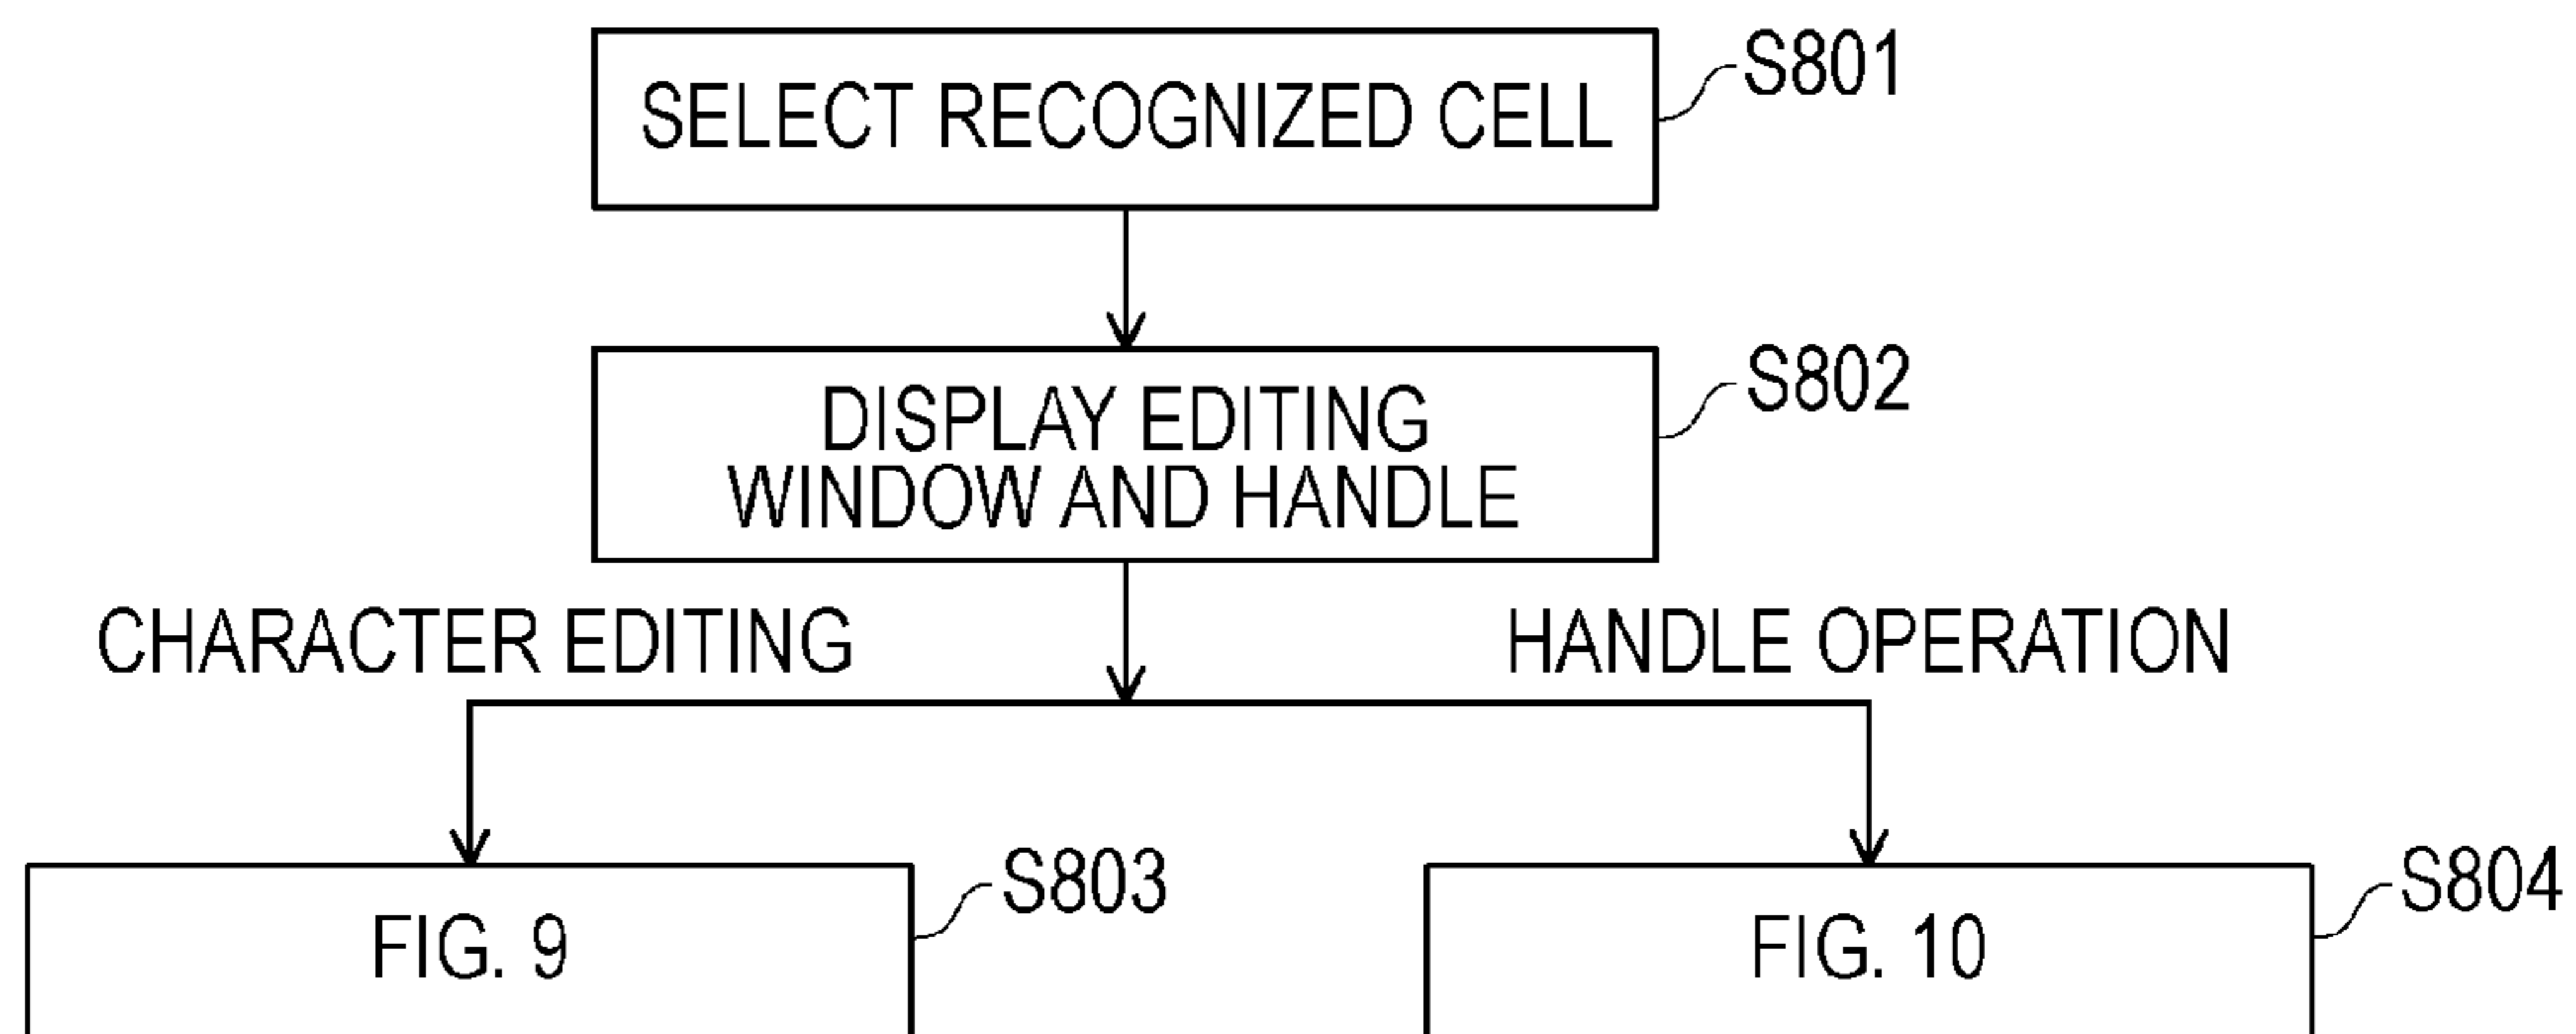 SELECT RECOGNIZED CELL
S801
DISPLAY EDITING
WINDOW AND HANDLE
S802
CHARACTER EDITING
HANDLE OPERATION
FIG. 9
S803
FIG. 10
S804